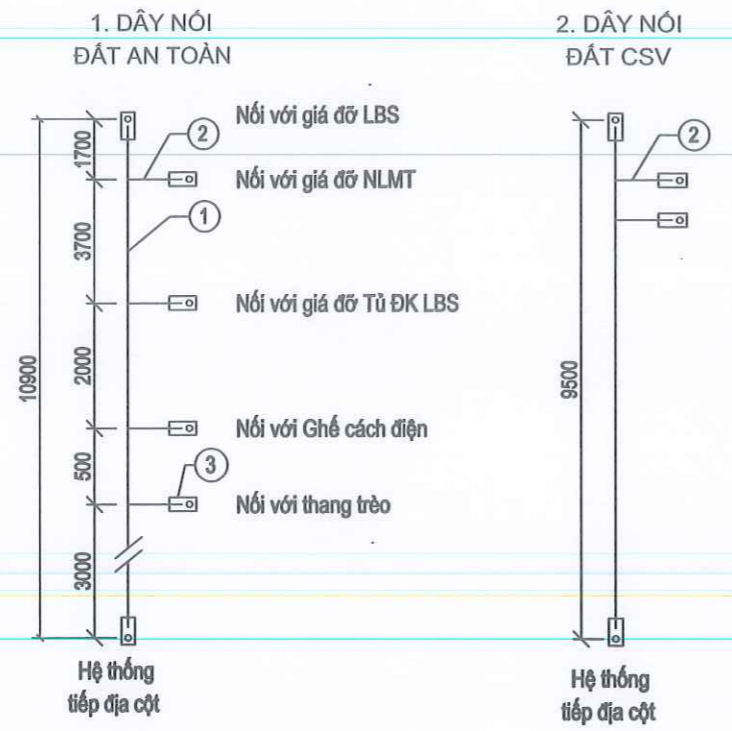 1. DÂY NỐI
ĐẤT AN TOÀN
2. DÂY NỐI
ĐẤT CSV
Nối với giá đỡ LBS
2
Nối với giá đỡ NLMT
1
Nối với giá đỡ Tủ ĐK LBS
Nối với Ghế cách điện
3
Nối với thang trèo
1700
3700
2000
500
3000
10900
Hệ thống
tiếp địa cột
2
9500
Hệ thống
tiếp địa cột